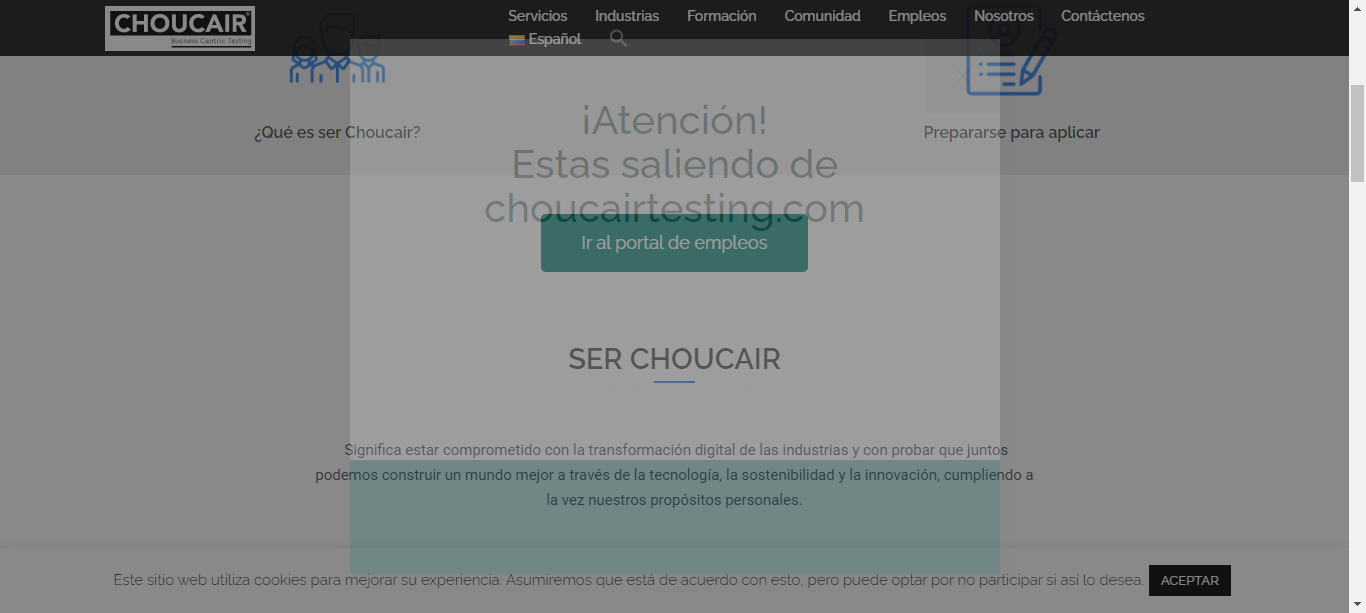 CHOUCAIR
Business Centric Testing
Servicios Industrias Formación Comunidad Empleos Nosotros Contáctenos
Español
¿Qué es ser Choucair?
Prepararse para aplicar
¡Atención!
Estas saliendo de
choucairtesting.com
Ir al portal de empleos
SER CHOUCAIR
Significa estar comprometido con la transformación digital de las industrias y con probar que juntos
podemos construir un mundo mejor a través de la tecnología, la sostenibilidad y la innovación, cumpliendo a
la vez nuestros propósitos personales.
Este sitio web utiliza cookies para mejorar su experiencia. Asumiremos que está de acuerdo con esto, pero puede optar por no participar si así lo desea. ACEPTAR